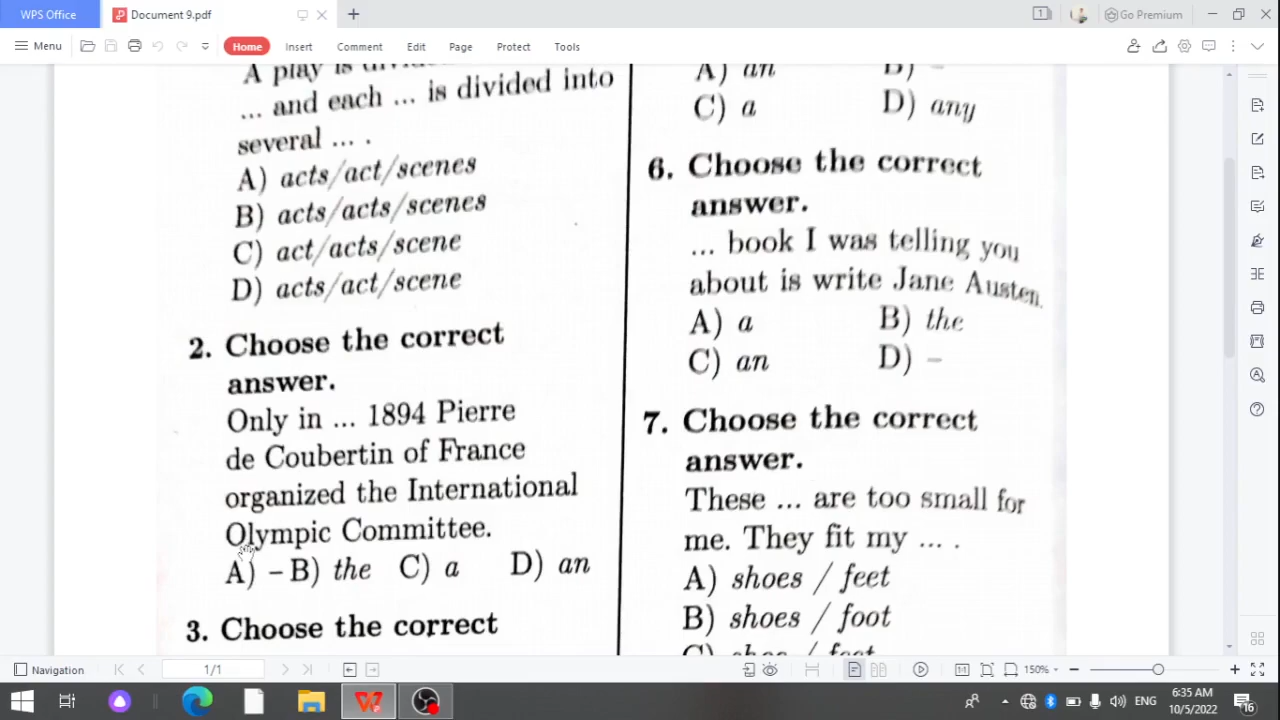 WPS Office
Document 9.pdf
Go Premium
Menu
Home
Insert
Comment
Edit
Page
Protect
Tools
A play is
... and each ... is divided into
several ... .
A) acts/act/scenes
B) acts/acts/scenes
C) act/acts/scene
D) acts/act/scene
2. Choose the correct
answer.
Only in ... 1894 Pierre
de Coubertin of France
organized the International
Olympic Committee.
A) – B) the C) a D) an
3. Choose the correct
A) an B) –
C) a D) any
6. Choose the correct
answer.
... book I was telling you
about is write Jane Austen.
A) a B) the
C) an D) –
7. Choose the correct
answer.
These ... are too small for
me. They fit my ... .
A) shoes / feet
B) shoes / foot
Navigation
1/1
150%
ENG
6:35 AM
10/5/2022
16